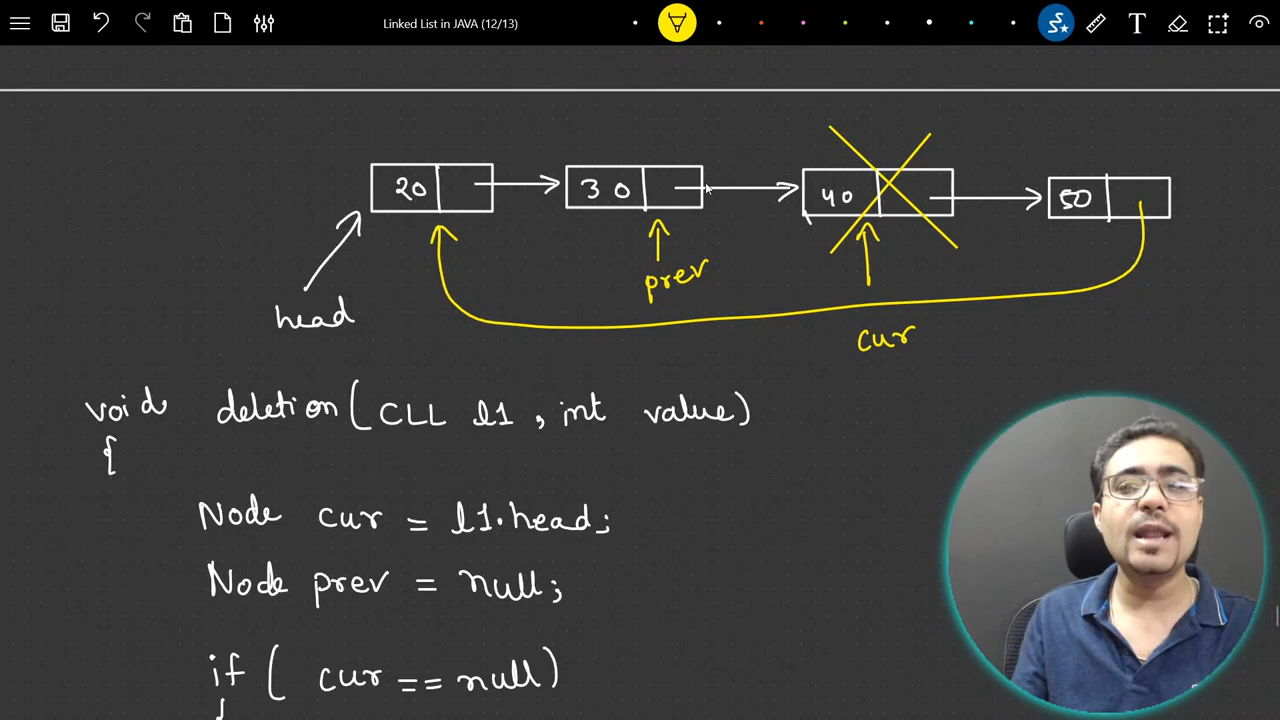 Linked List in JAVA (12/13)
T
20 30 40 50
prev
head
cur
void deletion(CLL l1, int value)
{
Node cur = l1.head;
Node prev = null;
if ( cur == null)